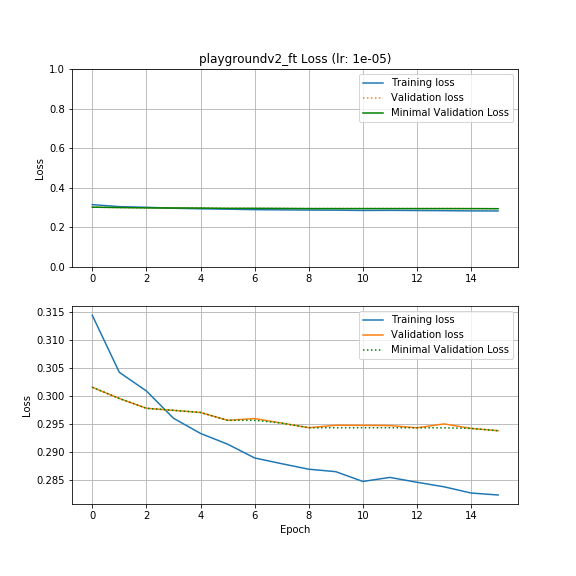 playgroundv2_ft Loss (lr: 1e-05)
Loss
1.0
0.8
0.6
0.4
0.2
0.0
Training loss
Validation loss
Minimal Validation Loss
0 2 4 6 8 10 12 14
Loss
0.315
0.310
0.305
0.300
0.295
0.290
0.285
Training loss
Validation loss
Minimal Validation Loss
0 2 4 6 8 10 12 14
Epoch